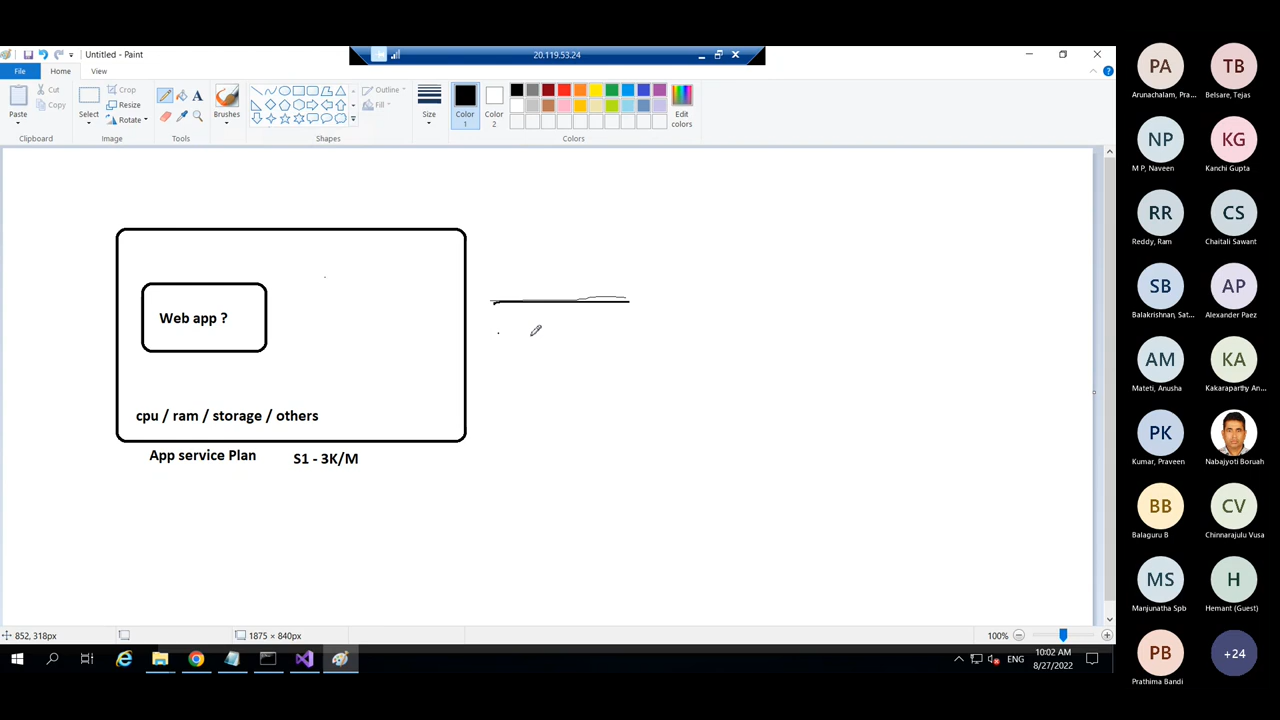 Untitled - Paint
20.119.53.24
File
Home
View
Paste
Cut
Copy
Clipboard
Select
Crop
Resize
Rotate
Image
A
Tools
Brushes
Outline
Fill
Shapes
Size
Color 1
Color 2
Edit colors
Colors
Web app ?
cpu / ram / storage / others
App service Plan
S1 - 3K/M
852, 318px
1875 × 840px
100%
ENG
10:02 AM
8/27/2022
PA
Arunachalam, Pra...
TB
Belsare, Tejas
NP
M P, Naveen
KG
Kanchi Gupta
RR
Reddy, Ram
CS
Chaitali Sawant
SB
Balakrishnan, Sat...
AP
Alexander Paez
AM
Mateti, Anusha
KA
Kakaraparthy An...
PK
Kumar, Praveen
Nabajyoti Boruah
BB
Balaguru B
CV
Chinnarajulu Vusa
MS
Manjunatha Spb
H
Hemant (Guest)
PB
Prathima Bandi
+24